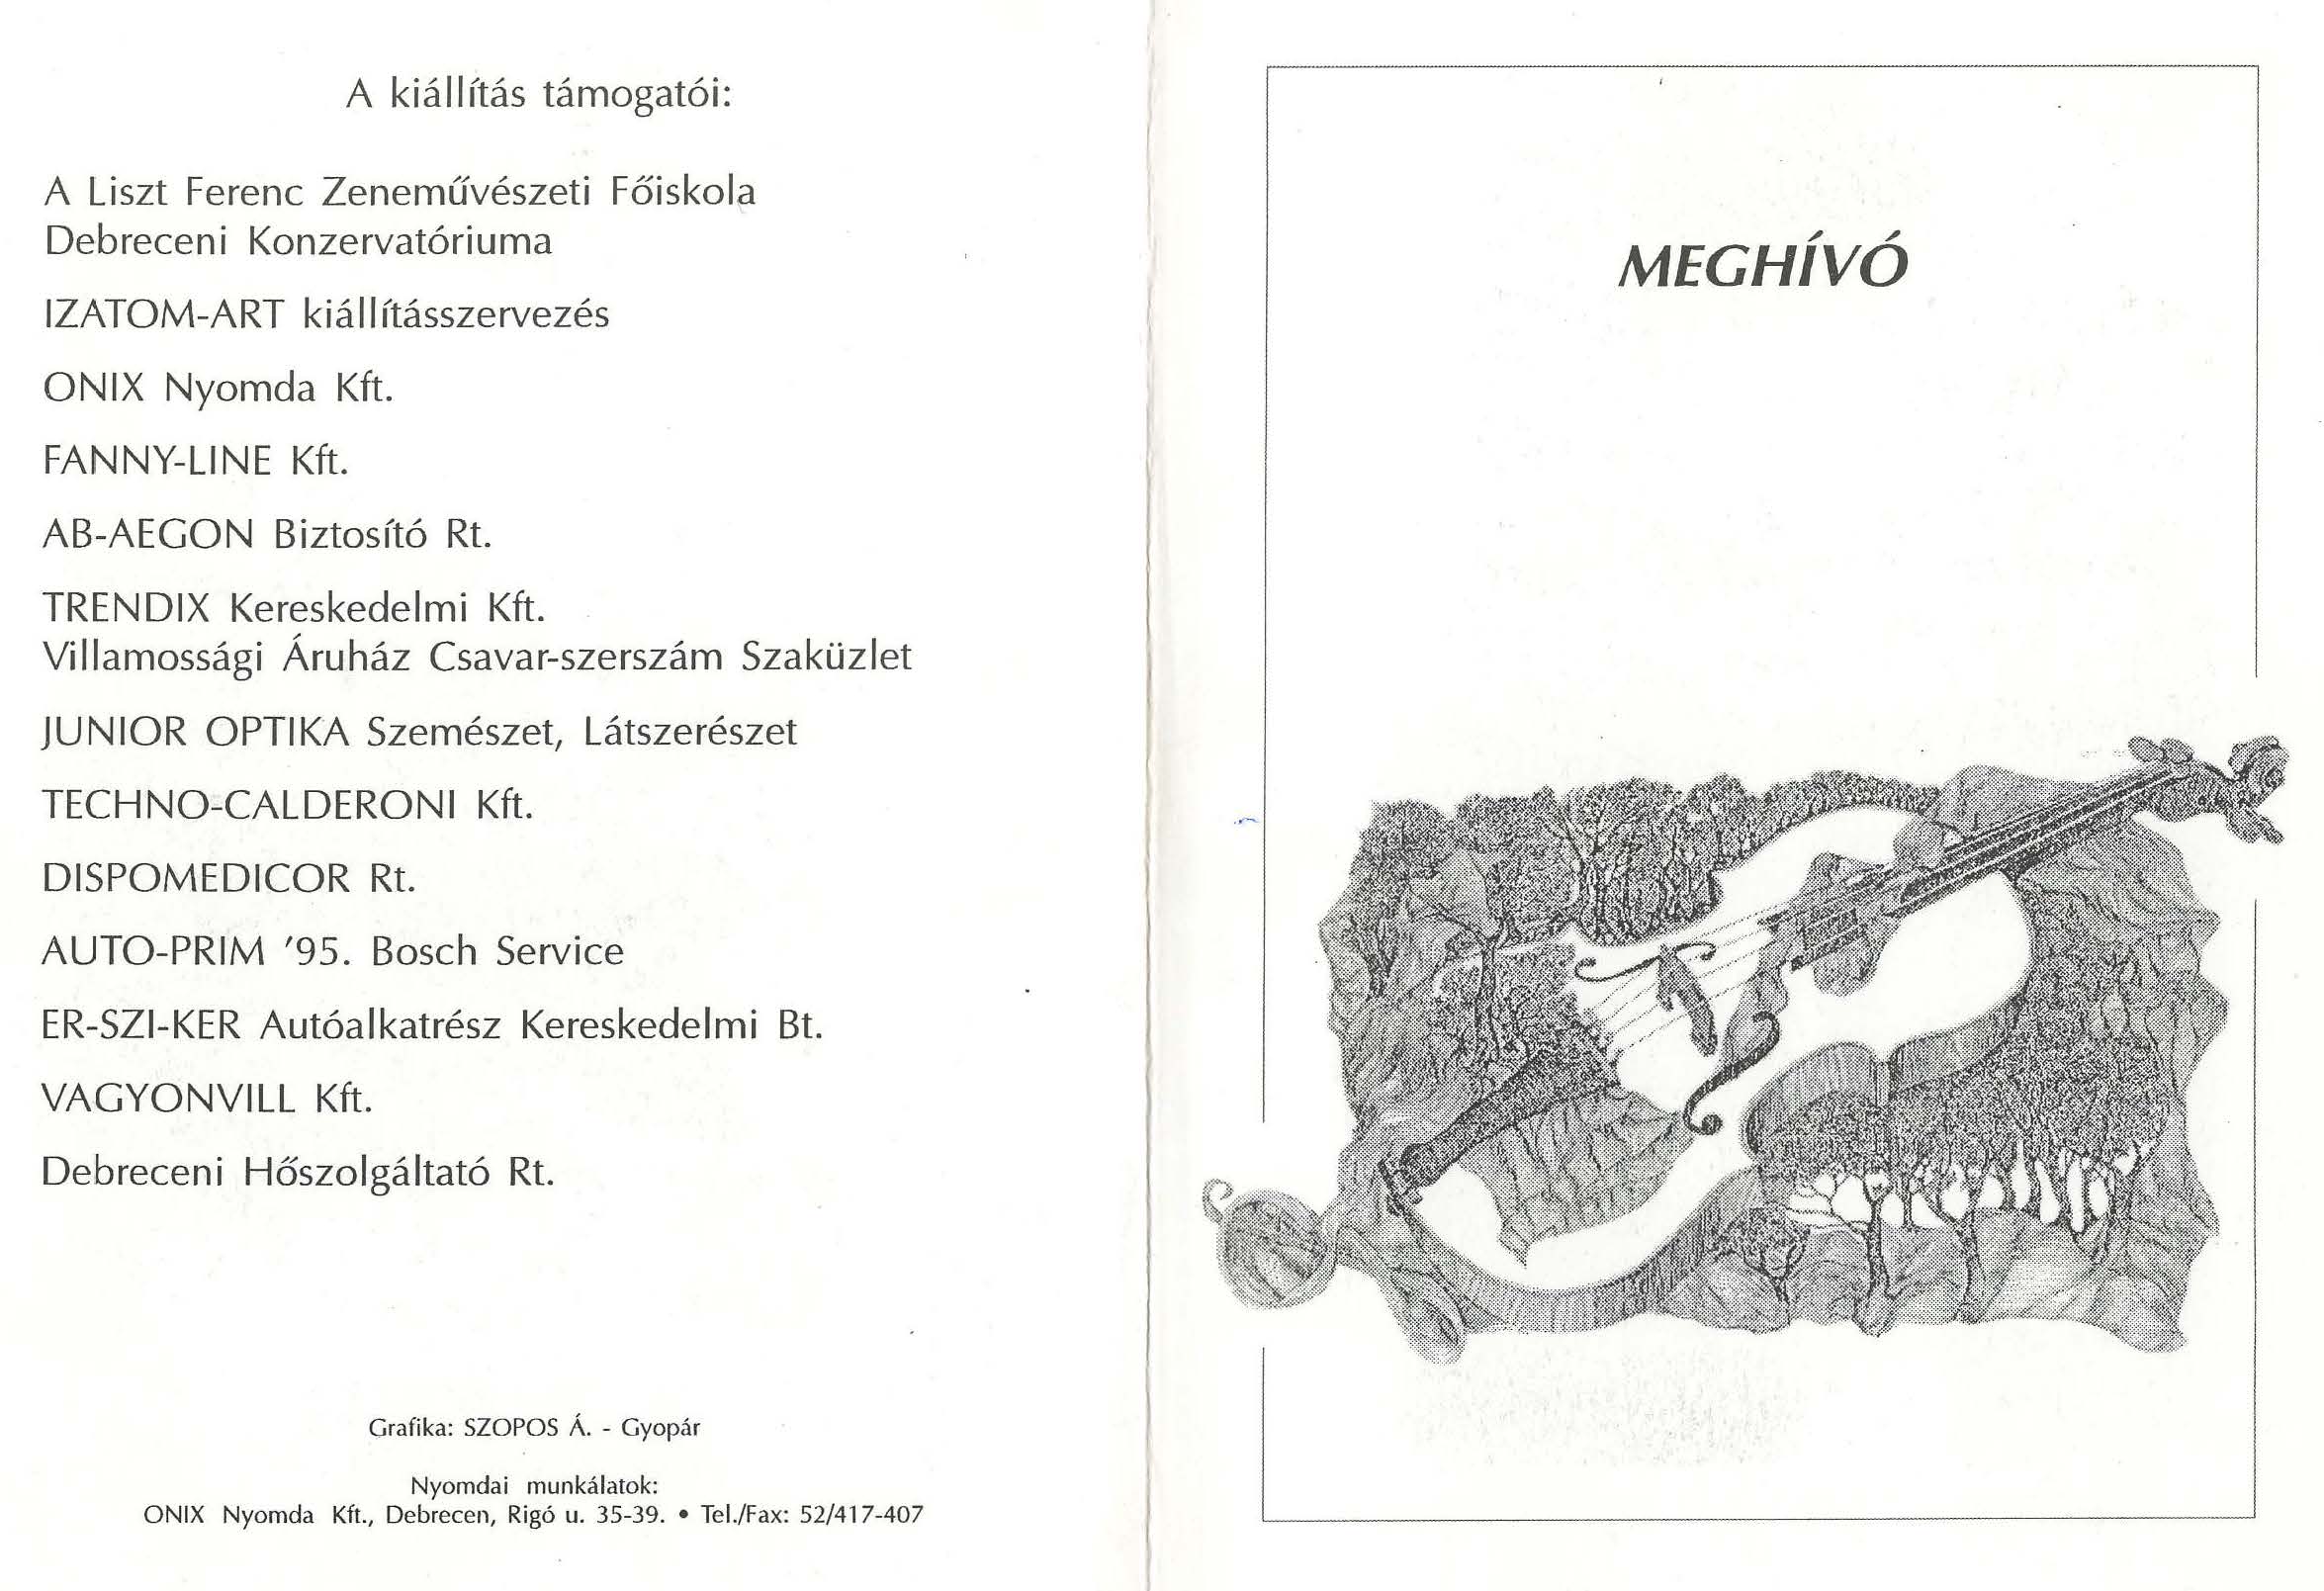 A kiállítás támogatói:
A Liszt Ferenc Zeneművészeti Főiskola
Debreceni Konzervatóriuma
IZATOM-ART kiállításszervezés
ONIX Nyomda Kft.
FANNY-LINE Kft.
AB-AEGON Biztosító Rt.
TRENDIX Kereskedelmi Kft.
Villamossági Áruház Csavar-szerszám Szaküzlet
JUNIOR OPTIKA Szemészet, Látszerészet
TECHNO-CALDERONI Kft.
DISPOMEDICOR Rt.
AUTO-PRIM '95. Bosch Service
ER-SZI-KER Autóalkatrész Kereskedelmi Bt.
VAGYONVILL Kft.
Debreceni Hőszolgáltató Rt.
Grafika: SZOPOS Á. - Gyopár
Nyomdai munkálatok:
ONIX Nyomda Kft., Debrecen, Rigó u. 35-39. • Tel./Fax: 52/417-407
MEGHÍVÓ